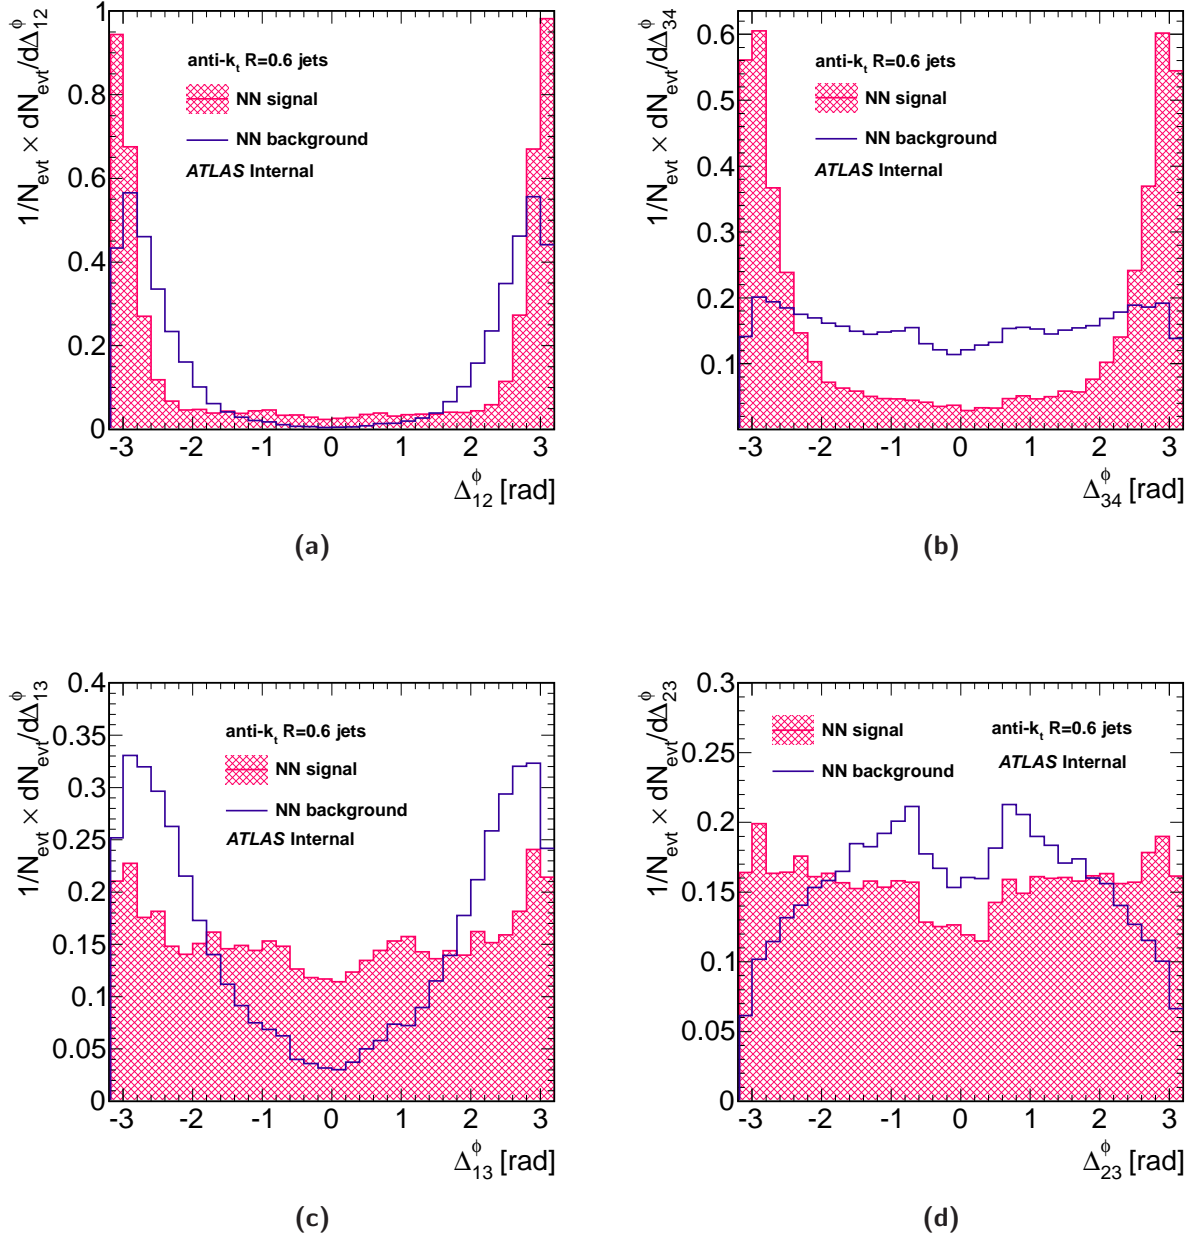 1/N_evt × dN_evt/dΔ^ϕ_12
1
0.8
0.6
0.4
0.2
0
anti-k_t R=0.6 jets
NN signal
NN background
ATLAS Internal
-3 -2 -1 0 1 2 3
Δ^ϕ_12 [rad]
(a)
1/N_evt × dN_evt/dΔ^ϕ_34
0.6
0.5
0.4
0.3
0.2
0.1
anti-k_t R=0.6 jets
NN signal
NN background
ATLAS Internal
-3 -2 -1 0 1 2 3
Δ^ϕ_34 [rad]
(b)
1/N_evt × dN_evt/dΔ^ϕ_13
0.4
0.35
0.3
0.25
0.2
0.15
0.1
0.05
0
anti-k_t R=0.6 jets
NN signal
NN background
ATLAS Internal
-3 -2 -1 0 1 2 3
Δ^ϕ_13 [rad]
(c)
1/N_evt × dN_evt/dΔ^ϕ_23
0.3
0.25
0.2
0.15
0.1
0.05
0
NN signal
NN background
anti-k_t R=0.6 jets
ATLAS Internal
-3 -2 -1 0 1 2 3
Δ^ϕ_23 [rad]
(d)